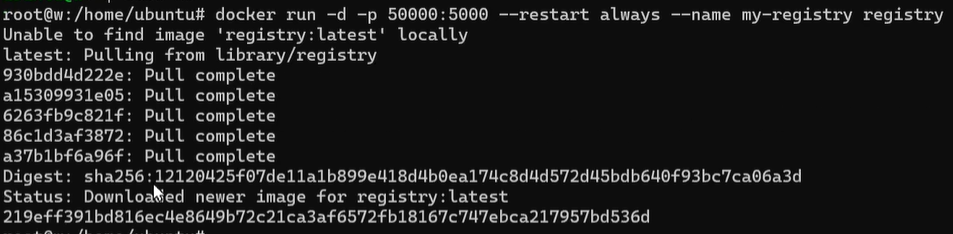 root@w:/home/ubuntu# docker run -d -p 50000:5000 --restart always --name my-registry registry
Unable to find image 'registry:latest' locally
latest: Pulling from library/registry
930bdd4d222e: Pull complete
a15309931e05: Pull complete
6263fb9c821f: Pull complete
86c1d3af3872: Pull complete
a37b1bf6a96f: Pull complete
Digest: sha256:12120425f07de11a1b899e418d4b0ea174c8d4d572d45bdb640f93bc7ca06a3d
Status: Downloaded newer image for registry:latest
219eff391bd816ec4e8649b72c21ca3af6572fb18167c747ebca217957bd536d